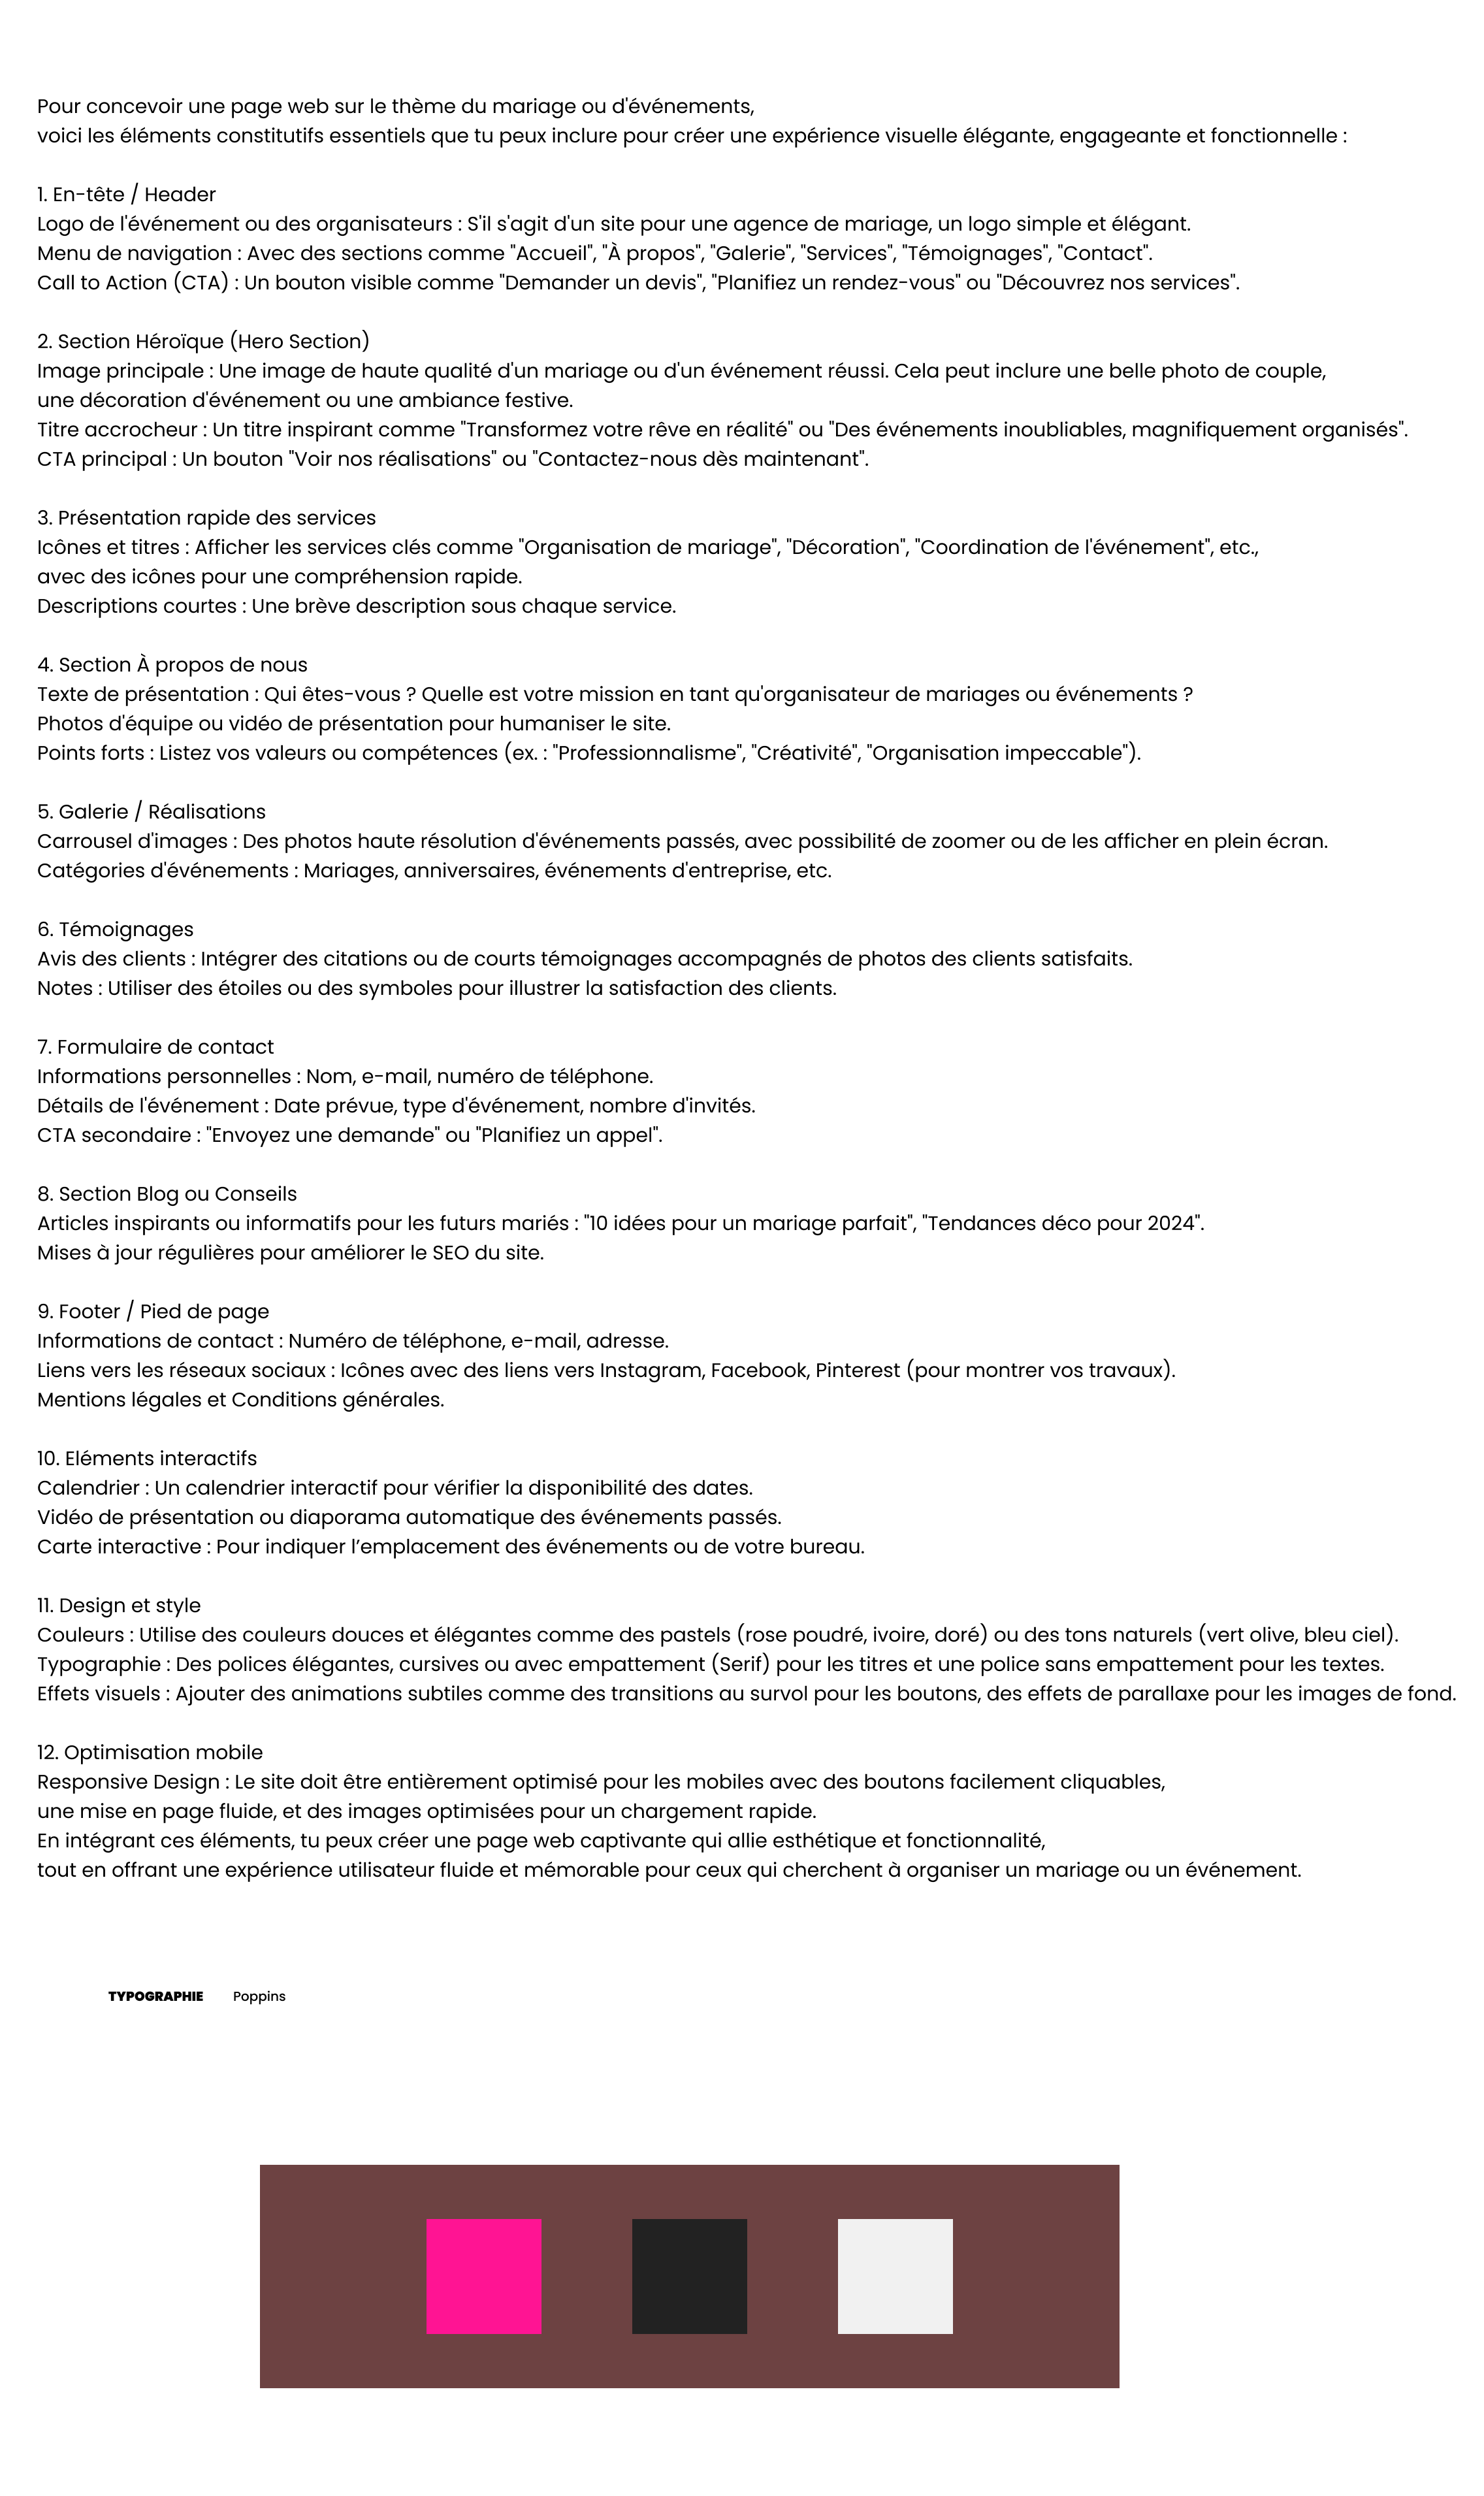 Pour concevoir une page web sur le thème du mariage ou d'événements,
voici les éléments constitutifs essentiels que tu peux inclure pour créer une expérience visuelle élégante, engageante et fonctionnelle :
1. En-tête / Header
Logo de l'événement ou des organisateurs : S'il s'agit d'un site pour une agence de mariage, un logo simple et élégant.
Menu de navigation : Avec des sections comme "Accueil", "À propos", "Galerie", "Services", "Témoignages", "Contact".
Call to Action (CTA) : Un bouton visible comme "Demander un devis", "Planifiez un rendez-vous" ou "Découvrez nos services".
2. Section Héroïque (Hero Section)
Image principale : Une image de haute qualité d'un mariage ou d'un événement réussi. Cela peut inclure une belle photo de couple,
une décoration d'événement ou une ambiance festive.
Titre accrocheur : Un titre inspirant comme "Transformez votre rêve en réalité" ou "Des événements inoubliables, magnifiquement organisés".
CTA principal : Un bouton "Voir nos réalisations" ou "Contactez-nous dès maintenant".
3. Présentation rapide des services
Icônes et titres : Afficher les services clés comme "Organisation de mariage", "Décoration", "Coordination de l'événement", etc.,
avec des icônes pour une compréhension rapide.
Descriptions courtes : Une brève description sous chaque service.
4. Section À propos de nous
Texte de présentation : Qui êtes-vous ? Quelle est votre mission en tant qu'organisateur de mariages ou événements ?
Photos d'équipe ou vidéo de présentation pour humaniser le site.
Points forts : Listez vos valeurs ou compétences (ex. : "Professionnalisme", "Créativité", "Organisation impeccable").
5. Galerie / Réalisations
Carrousel d'images : Des photos haute résolution d'événements passés, avec possibilité de zoomer ou de les afficher en plein écran.
Catégories d'événements : Mariages, anniversaires, événements d'entreprise, etc.
6. Témoignages
Avis des clients : Intégrer des citations ou de courts témoignages accompagnés de photos des clients satisfaits.
Notes : Utiliser des étoiles ou des symboles pour illustrer la satisfaction des clients.
7. Formulaire de contact
Informations personnelles : Nom, e-mail, numéro de téléphone.
Détails de l'événement : Date prévue, type d'événement, nombre d'invités.
CTA secondaire : "Envoyez une demande" ou "Planifiez un appel".
8. Section Blog ou Conseils
Articles inspirants ou informatifs pour les futurs mariés : "10 idées pour un mariage parfait", "Tendances déco pour 2024".
Mises à jour régulières pour améliorer le SEO du site.
9. Footer / Pied de page
Informations de contact : Numéro de téléphone, e-mail, adresse.
Liens vers les réseaux sociaux : Icônes avec des liens vers Instagram, Facebook, Pinterest (pour montrer vos travaux).
Mentions légales et Conditions générales.
10. Eléments interactifs
Calendrier : Un calendrier interactif pour vérifier la disponibilité des dates.
Vidéo de présentation ou diaporama automatique des événements passés.
Carte interactive : Pour indiquer l’emplacement des événements ou de votre bureau.
11. Design et style
Couleurs : Utilise des couleurs douces et élégantes comme des pastels (rose poudré, ivoire, doré) ou des tons naturels (vert olive, bleu ciel).
Typographie : Des polices élégantes, cursives ou avec empattement (Serif) pour les titres et une police sans empattement pour les textes.
Effets visuels : Ajouter des animations subtiles comme des transitions au survol pour les boutons, des effets de parallaxe pour les images de fond.
12. Optimisation mobile
Responsive Design : Le site doit être entièrement optimisé pour les mobiles avec des boutons facilement cliquables,
une mise en page fluide, et des images optimisées pour un chargement rapide.
En intégrant ces éléments, tu peux créer une page web captivante qui allie esthétique et fonctionnalité,
tout en offrant une expérience utilisateur fluide et mémorable pour ceux qui cherchent à organiser un mariage ou un événement.
TYPOGRAPHIE Poppins